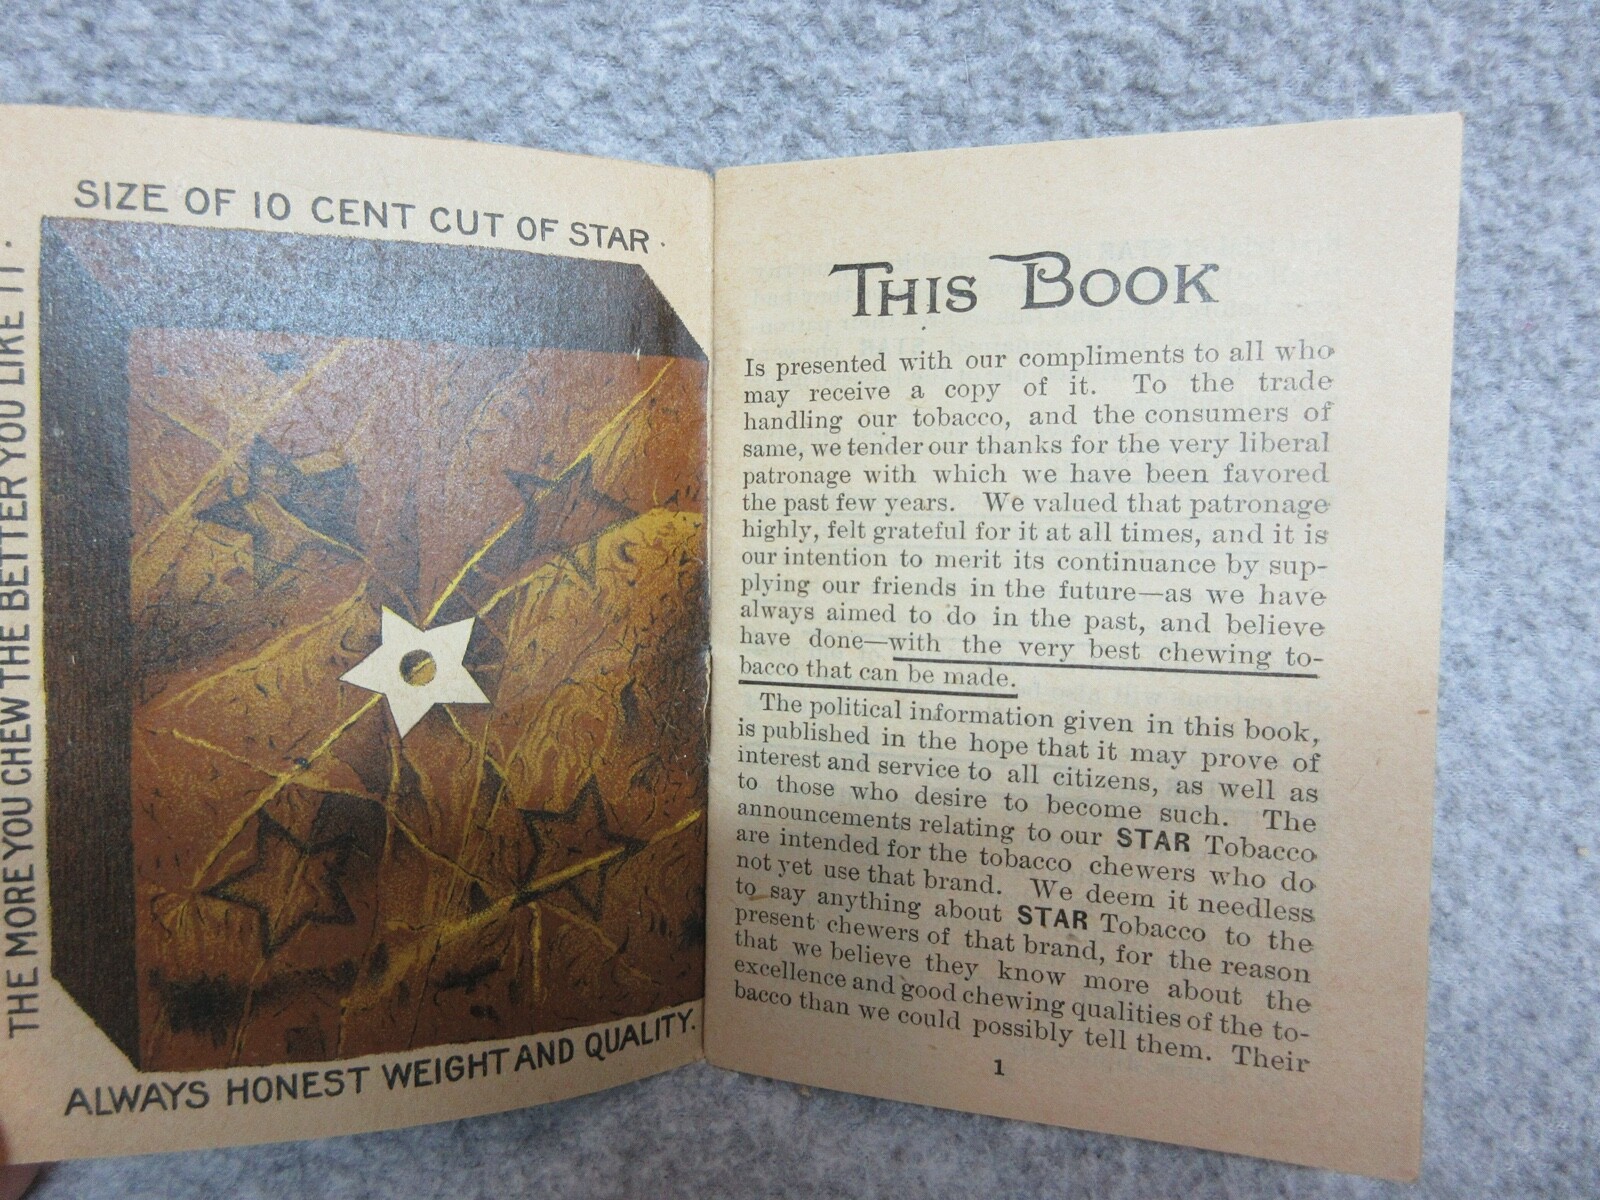 SIZE OF 10 CENT CUT OF STAR.
THE MORE YOU CHEW THE BETTER YOU LIKE IT.
ALWAYS HONEST WEIGHT AND QUALITY.
THIS BOOK
Is presented with our compliments to all who
may receive a copy of it. To the trade
handling our tobacco, and the consumers of
same, we tender our thanks for the very liberal
patronage with which we have been favored
the past few years. We valued that patronage
highly, felt grateful for it at all times, and it is
our intention to merit its continuance by sup-
plying our friends in the future—as we have
always aimed to do in the past, and believe
have done—with the very best chewing to-
bacco that can be made.
The political information given in this book,
is published in the hope that it may prove of
interest and service to all citizens, as well as
to those who desire to become such. The
announcements relating to our STAR Tobacco
are intended for the tobacco chewers who do
not yet use that brand. We deem it needless
to say anything about STAR Tobacco to the
present chewers of that brand, for the reason
that we believe they know more about the
excellence and good chewing qualities of the to-
bacco than we could possibly tell them. Their
1